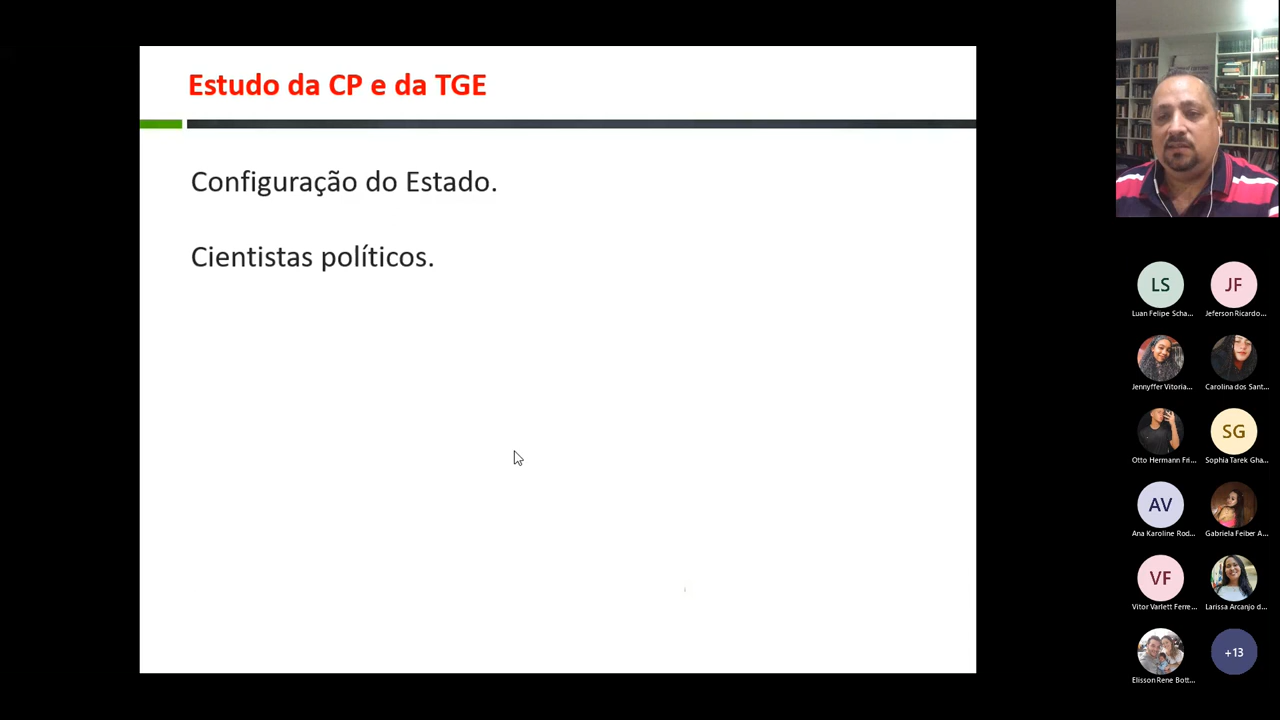 Estudo da CP e da TGE
Configuração do Estado.
Cientistas políticos.
LS
JF
Luan Felipe Scha...
Jeferson Ricardo...
Jennyffer Vitoria...
Carolina dos Sant...
SG
Otto Hermann Fri...
Sophia Tarek Gha...
AV
Ana Karoline Rod...
Gabriela Feiber A...
VF
Vitor Varlett Ferre...
Larissa Arcanjo d...
+13
Elisson Rene Bott...